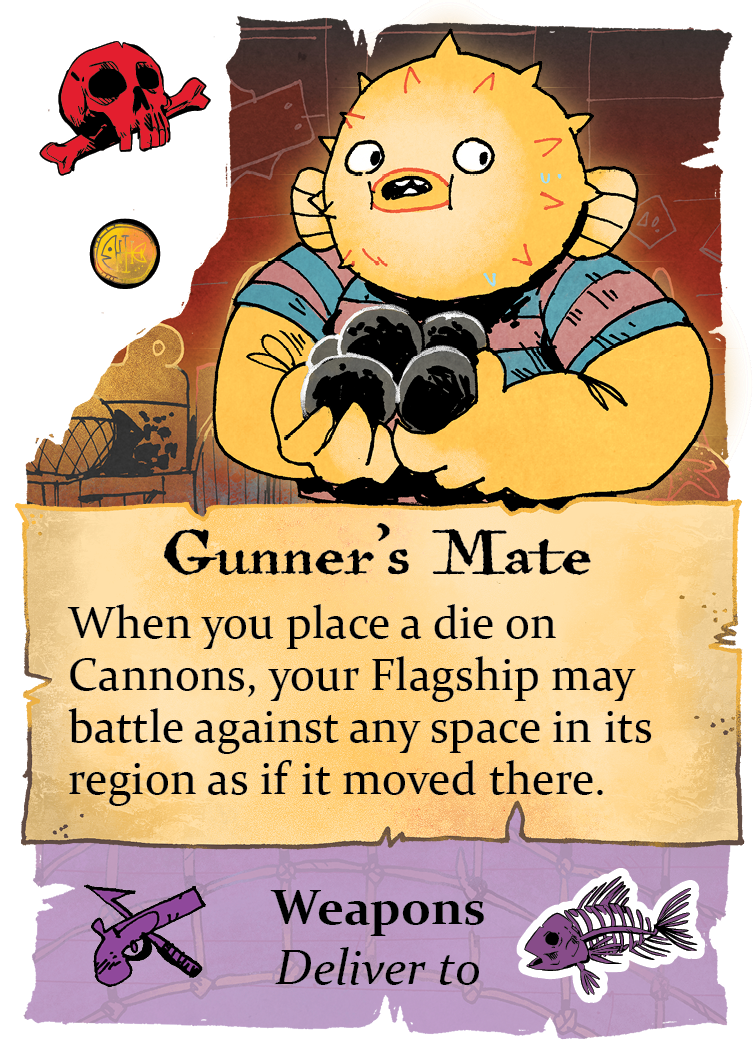 Gunner's Mate
When you place a die on
Cannons, your Flagship may
battle against any space in its
region as if it moved there.
Weapons
Deliver to